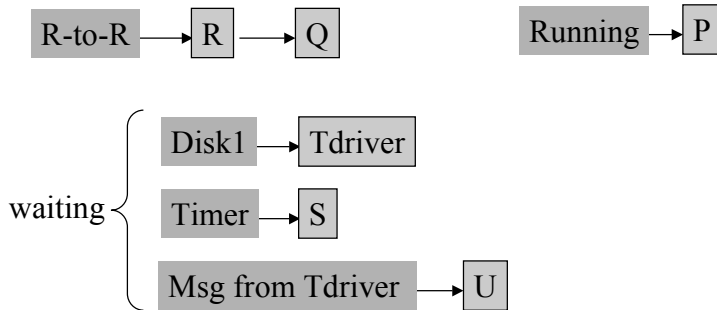 R-to-R R Q Running P
Disk1 Tdriver
waiting
Timer S
Msg from Tdriver U